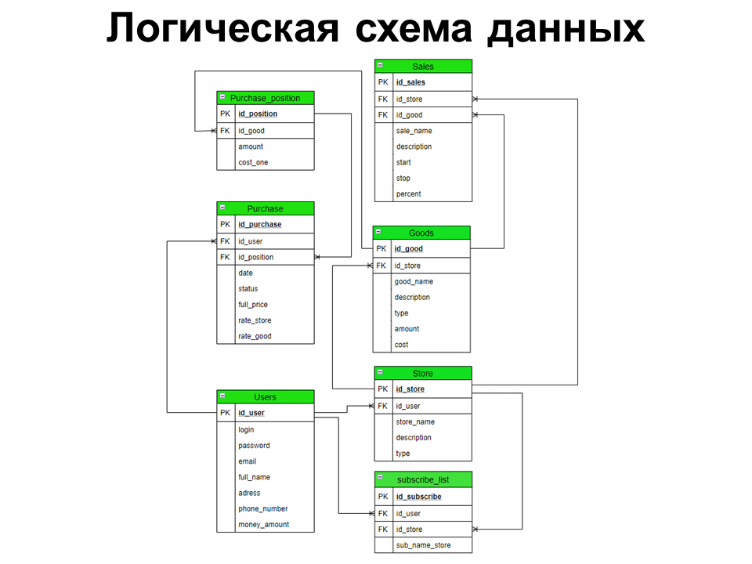 Логическая схема данных
Purchase_position
PK id_position
FK id_good
amount
cost_one
Purchase
PK id_purchase
FK id_user
FK id_position
date
status
full_price
rate_store
rate_good
Users
PK id_user
login
password
email
full_name
adress
phone_number
money_amount
Sales
PK id_sales
FK id_store
FK id_good
sale_name
description
start
stop
percent
Goods
PK id_good
FK id_store
good_name
description
type
amount
cost
Store
PK id_store
FK id_user
store_name
description
type
subscribe_list
PK id_subscribe
FK id_user
FK id_store
sub_name_store